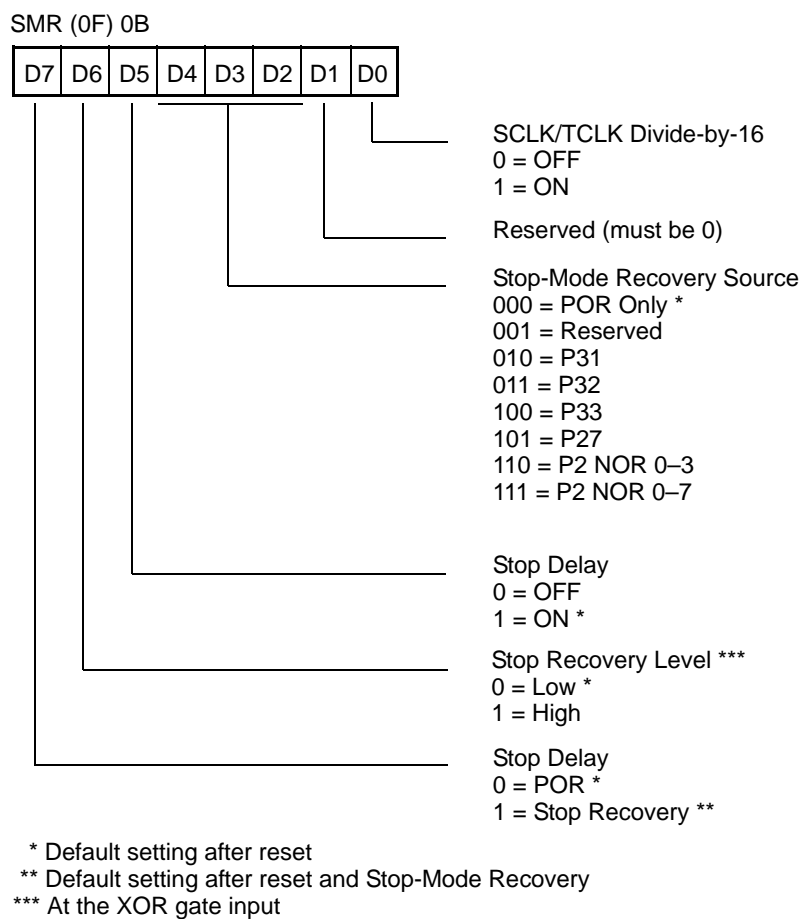 SMR (0F) 0B
D7 D6 D5 D4 D3 D2 D1 D0
SCLK/TCLK Divide-by-16
0 = OFF
1 = ON
Reserved (must be 0)
Stop-Mode Recovery Source
000 = POR Only *
001 = Reserved
010 = P31
011 = P32
100 = P33
101 = P27
110 = P2 NOR 0–3
111 = P2 NOR 0–7
Stop Delay
0 = OFF
1 = ON *
Stop Recovery Level ***
0 = Low *
1 = High
Stop Delay
0 = POR *
1 = Stop Recovery **
* Default setting after reset
** Default setting after reset and Stop-Mode Recovery
*** At the XOR gate input